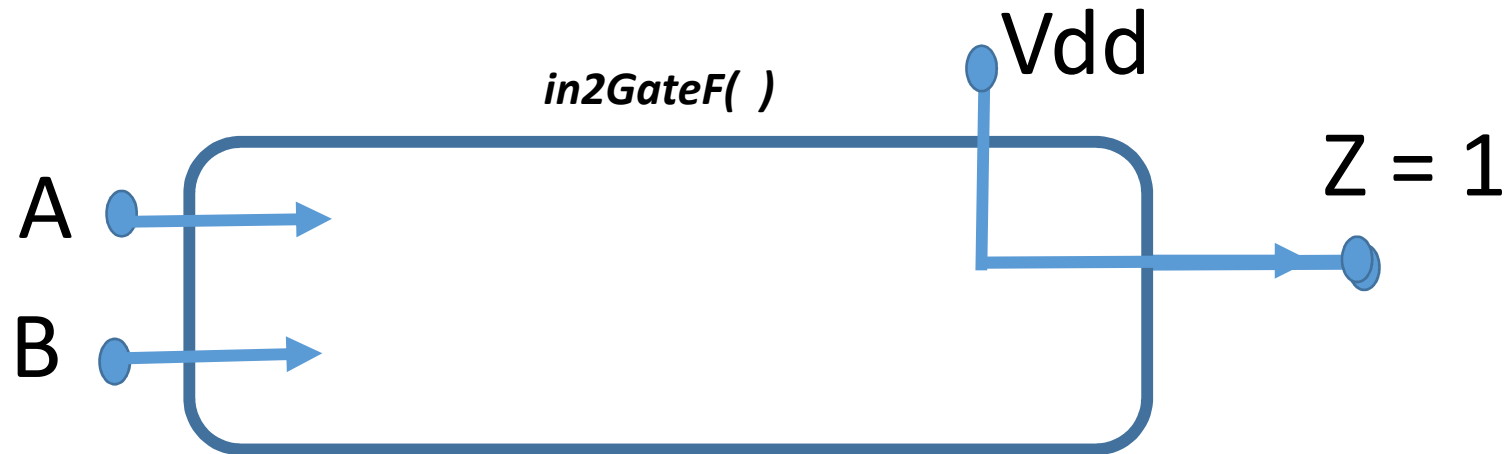 Vdd
in2GateF( )
Z = 1
A
B